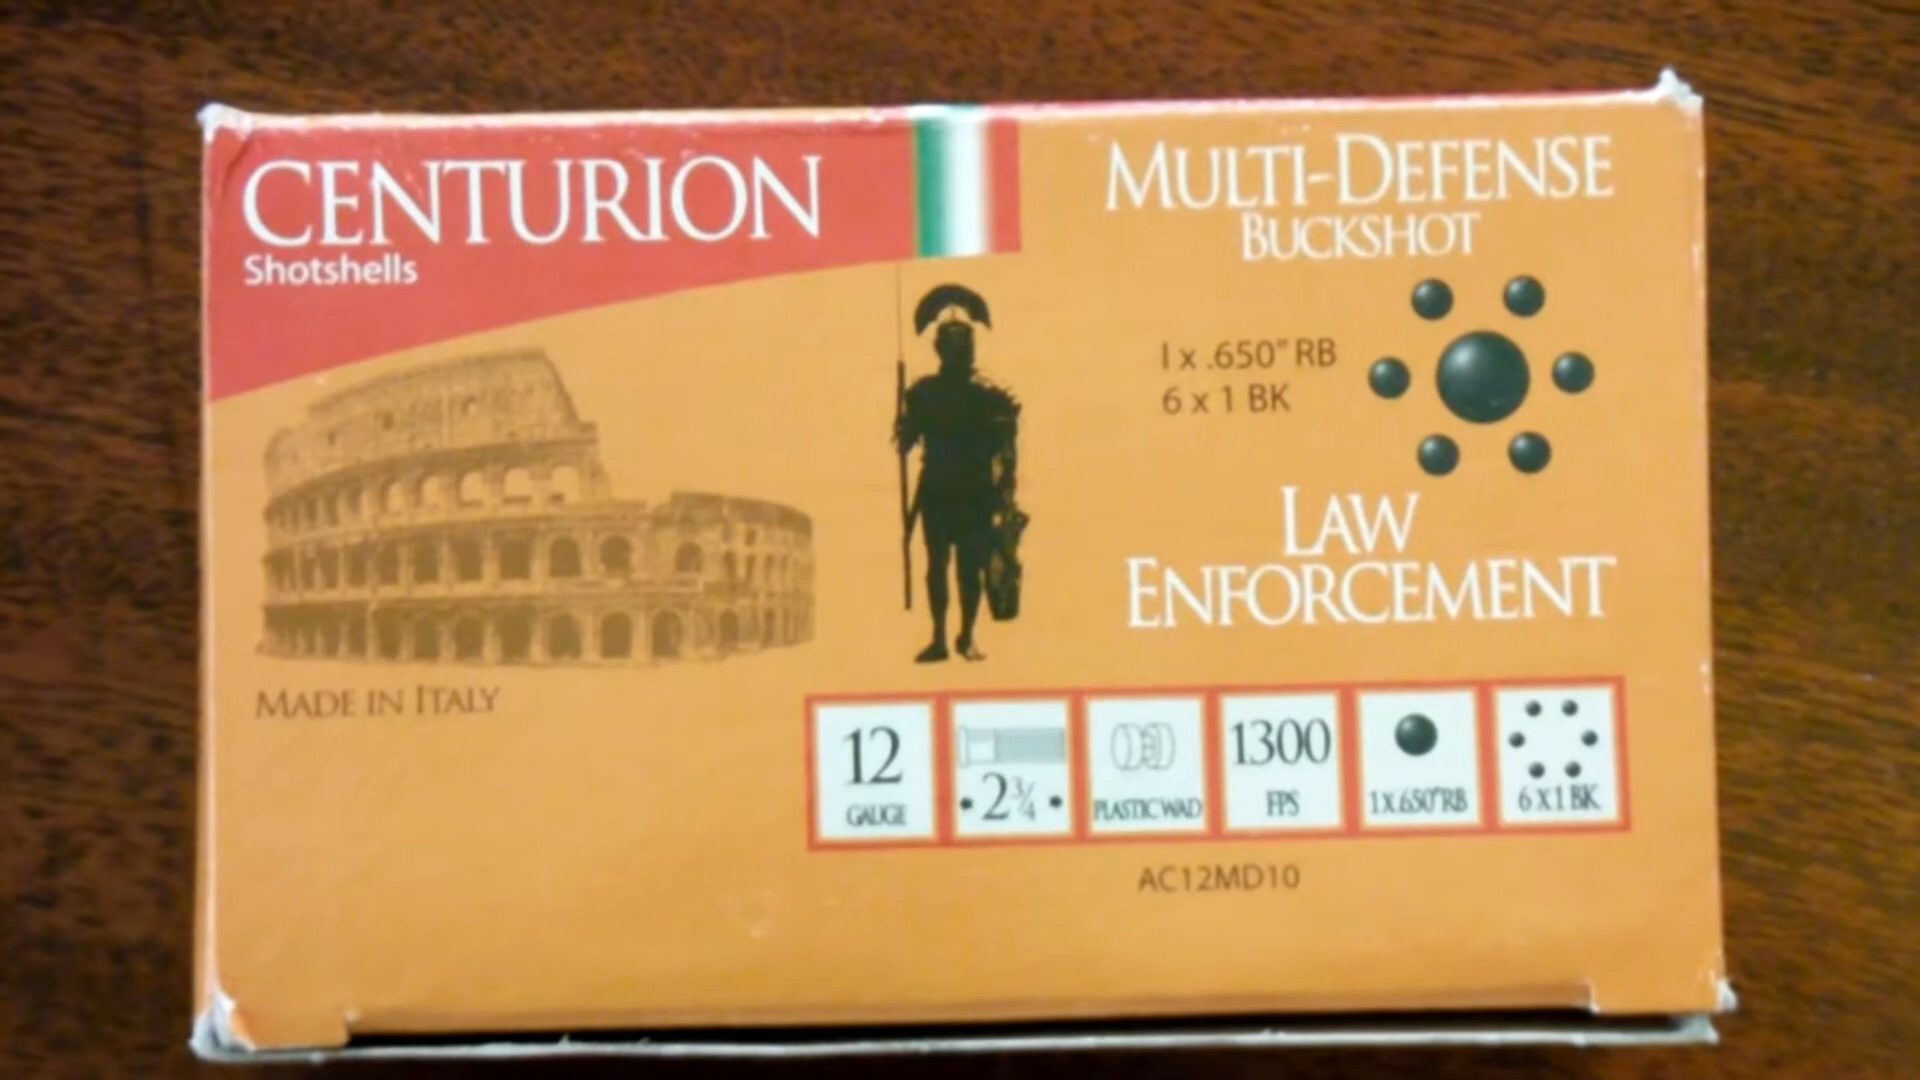 CENTURION
Shotshells
MULTI-DEFENSE
BUCKSHOT
1 x .650" RB
6 x 1 BK
LAW
ENFORCEMENT
MADE IN ITALY
12
GAUGE
• 2 3/4 •
PLASTIC WAD
1300
FPS
1 X .650" RB
6 X 1 BK
AC12MD10